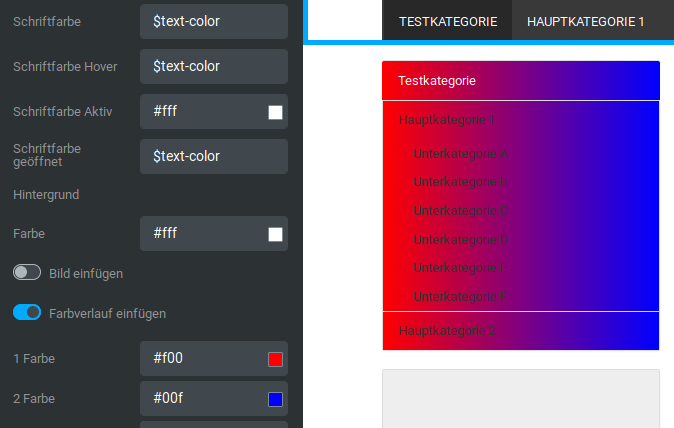 Schriftfarbe
$text-color
Schriftfarbe Hover
$text-color
Schriftfarbe Aktiv
#fff
Schriftfarbe
geöffnet
$text-color
Hintergrund
Farbe
#fff
Bild einfügen
Farbverlauf einfügen
1 Farbe
#f00
2 Farbe
#00f
TESTKATEGORIE
HAUPTKATEGORIE 1
Testkategorie
Hauptkategorie 1
Unterkategorie A
Unterkategorie B
Unterkategorie C
Unterkategorie D
Unterkategorie E
Unterkategorie F
Hauptkategorie 2